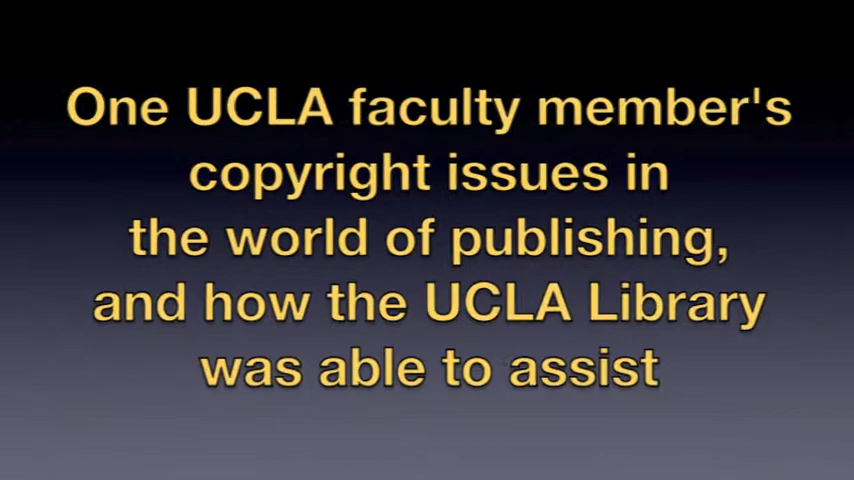 One UCLA faculty member's
copyright issues in
the world of publishing,
and how the UCLA Library
was able to assist